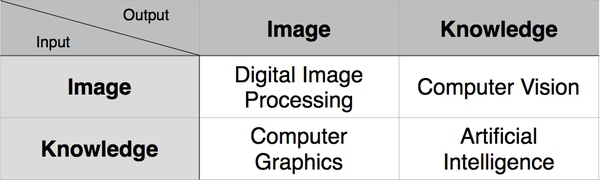 Output
Input
Image
Knowledge
Image
Digital Image
Processing
Computer Vision
Knowledge
Computer
Graphics
Artificial
Intelligence